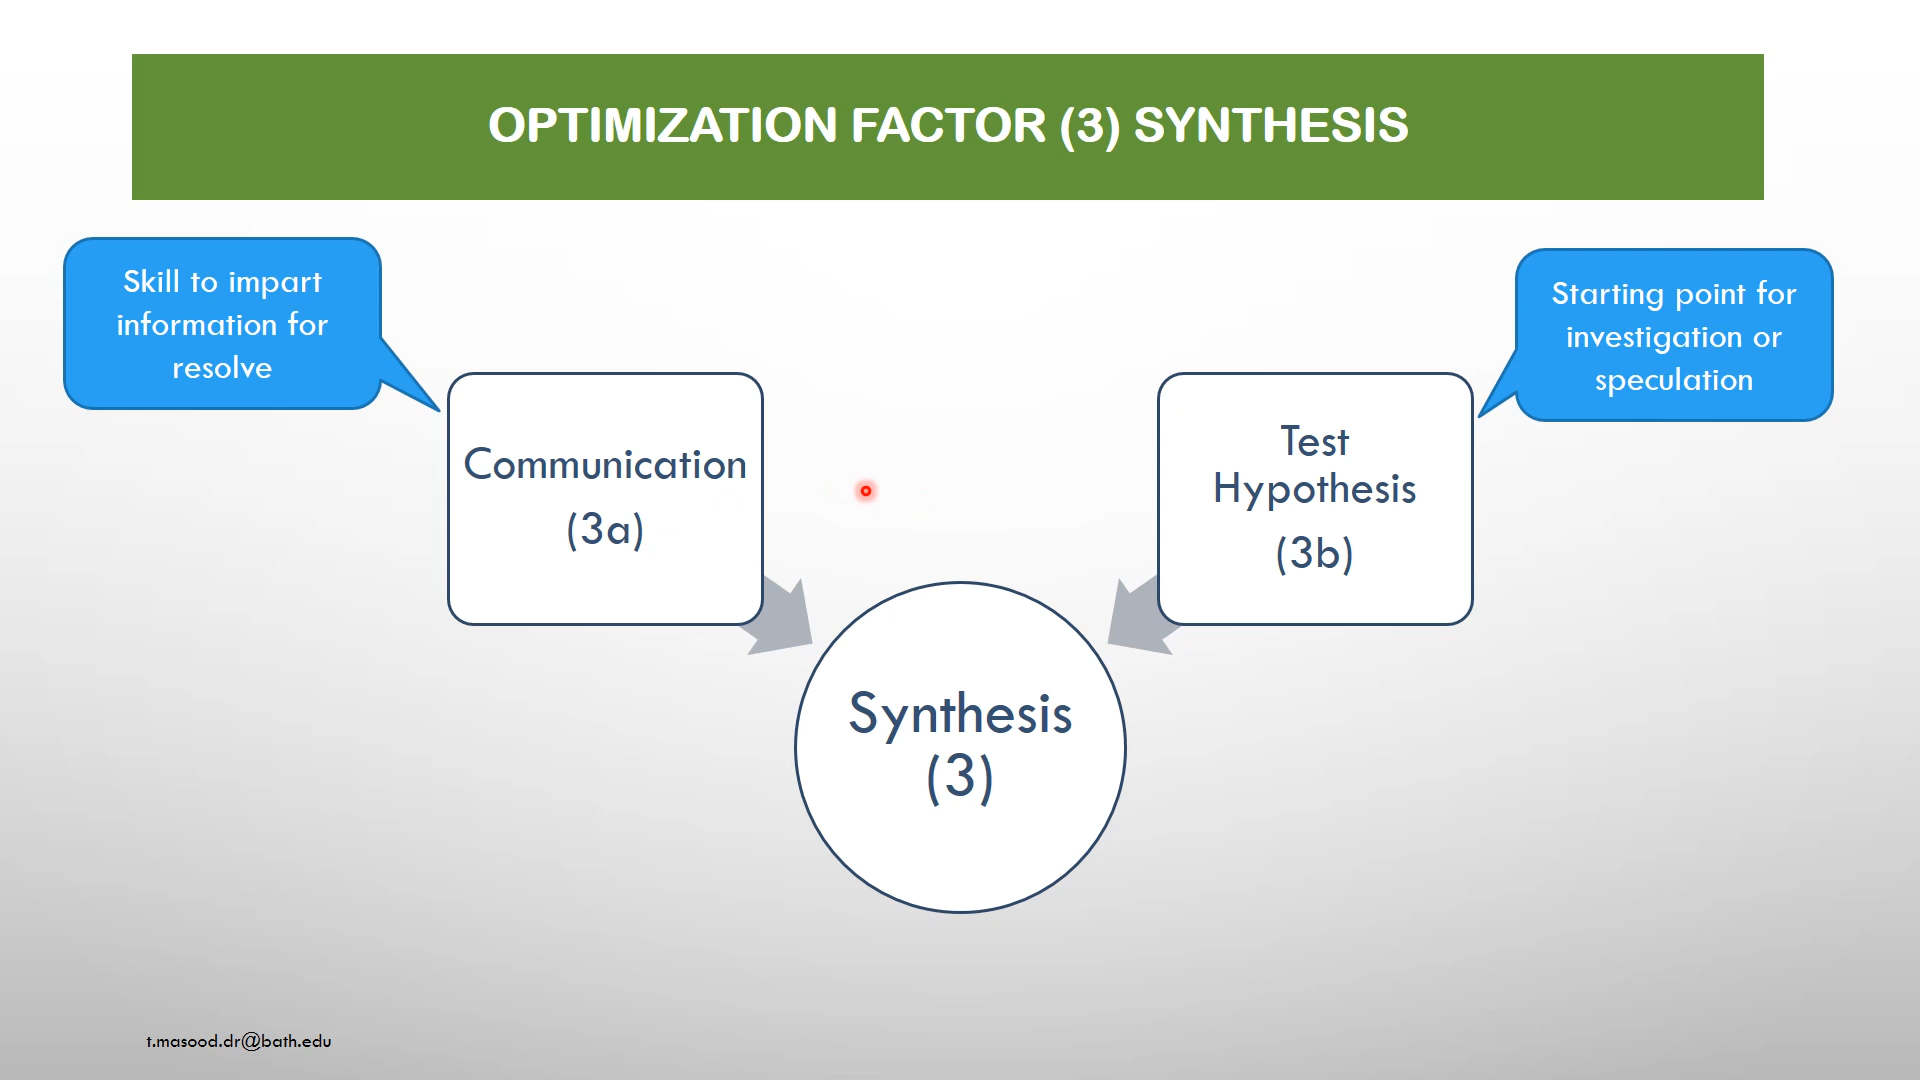 OPTIMIZATION FACTOR (3) SYNTHESIS
Skill to impart
information for
resolve
Starting point for
investigation or
speculation
Communication
(3a)
Test
Hypothesis
(3b)
Synthesis
(3)
t.masood.dr@bath.edu